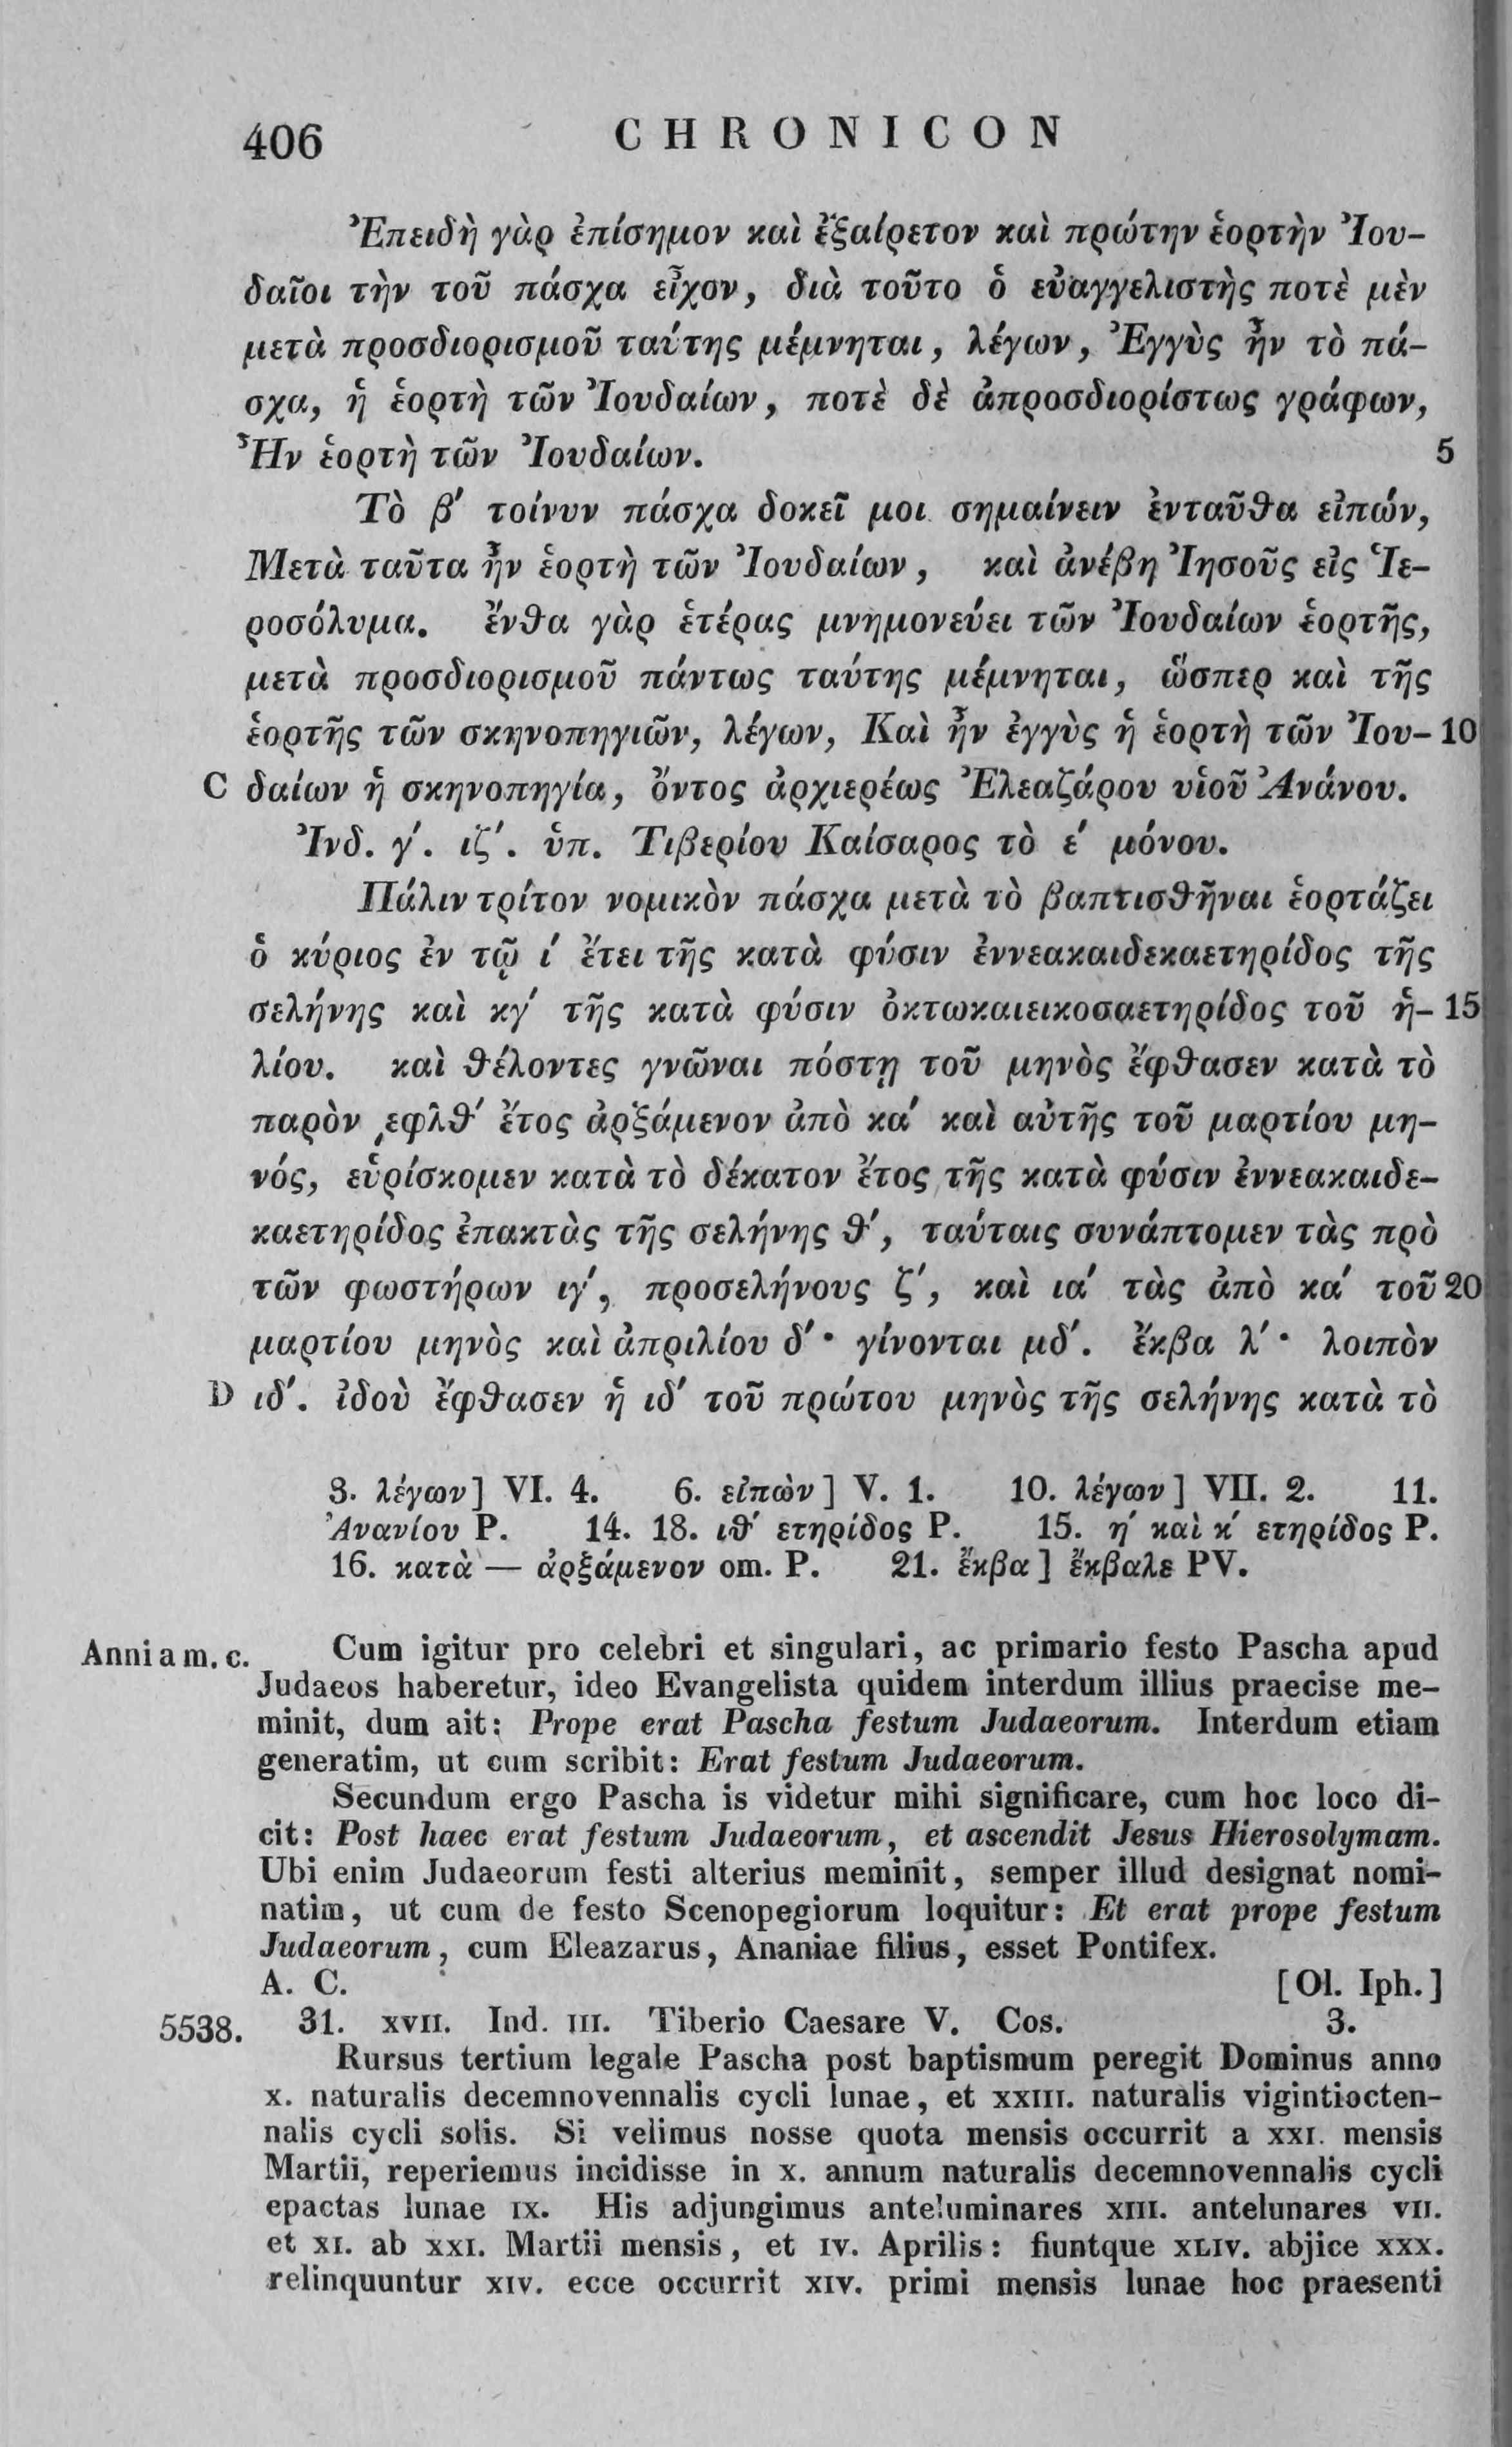 406 CHRONICON
Ἐπειδὴ γὰρ ἐπίσημον καὶ ἐξαίρετον καὶ πρώτην ἑορτὴν Ἰου-
δαῖοι τὴν τοῦ πάσχα εἶχον, διὰ τοῦτο ὁ εὐαγγελιστὴς ποτὲ μὲν
μετὰ προσδιορισμοῦ ταύτης μέμνηται, λέγων, Ἐγγὺς ἦν τὸ πά-
σχα, ἡ ἑορτὴ τῶν Ἰουδαίων, ποτὲ δὲ ἀπροσδιορίστως γράφων,
Ἦν ἑορτὴ τῶν Ἰουδαίων. 5
Τὸ β′ τοίνυν πάσχα δοκεῖ μοι σημαίνειν ἐνταῦθα εἰπών,
Μετὰ ταῦτα ἦν ἑορτὴ τῶν Ἰουδαίων, καὶ ἀνέβη Ἰησοῦς εἰς Ἱε-
ροσόλυμα. ἔνθα γὰρ ἑτέρας μνημονεύει τῶν Ἰουδαίων ἑορτῆς,
μετὰ προσδιορισμοῦ πάντως ταύτης μέμνηται, ὥσπερ καὶ τῆς
ἑορτῆς τῶν σκηνοπηγιῶν, λέγων, Καὶ ἦν ἐγγὺς ἡ ἑορτὴ τῶν Ἰου- 10
C δαίων ἡ σκηνοπηγία, ὄντος ἀρχιερέως Ἐλεαζάρου υἱοῦ Ἀνάνου.
Ἰνδ. γ′. ιζ′. ὑπ. Τιβερίου Καίσαρος τὸ ε′ μόνου.
Πάλιν τρίτον νομικὸν πάσχα μετὰ τὸ βαπτισθῆναι ἑορτάζει
ὁ κύριος ἐν τῷ ι′ ἔτει τῆς κατὰ φύσιν ἐννεακαιδεκαετηρίδος τῆς
σελήνης καὶ κγ′ τῆς κατὰ φύσιν ὀκτωκαιεικοσαετηρίδος τοῦ ἡ- 15
λίου. καὶ θέλοντες γνῶναι πόστη τοῦ μηνὸς ἔφθασεν κατὰ τὸ
παρὸν ͵εφλθ′ ἔτος ἀρξάμενον ἀπὸ κα′ καὶ αὐτῆς τοῦ μαρτίου μη-
νός, εὑρίσκομεν κατὰ τὸ δέκατον ἔτος τῆς κατὰ φύσιν ἐννεακαιδε-
καετηρίδος ἐπακτὰς τῆς σελήνης θ′, ταύταις συνάπτομεν τὰς πρὸ
τῶν φωστήρων ιγ′, προσελήνους ζ′, καὶ ια′ τὰς ἀπὸ κα′ τοῦ 20
μαρτίου μηνὸς καὶ ἀπριλίου δ′· γίνονται μδ′. ἔκβα λ′· λοιπὸν
D ιδ′. ἰδοὺ ἔφθασεν ἡ ιδ′ τοῦ πρώτου μηνὸς τῆς σελήνης κατὰ τὸ
3. λέγων] VI. 4. 6. εἰπὼν] V. 1. 10. λέγων] VII. 2. 11.
Ἀνανίου P. 14. 18. ιθ′ ετηρίδος P. 15. η′ καὶ κ′ ετηρίδος P.
16. κατὰ — ἀρξάμενον om. P. 21. ἔκβα] ἔκβαλε PV.
Anni a m. c. Cum igitur pro celebri et singulari, ac primario festo Pascha apud
Judaeos haberetur, ideo Evangelista quidem interdum illius praecise me-
minit, dum ait: Prope erat Pascha festum Judaeorum. Interdum etiam
generatim, ut cum scribit: Erat festum Judaeorum.
Secundum ergo Pascha is videtur mihi significare, cum hoc loco di-
cit: Post haec erat festum Judaeorum, et ascendit Jesus Hierosolymam.
Ubi enim Judaeorum festi alterius meminit, semper illud designat nomi-
natim, ut cum de festo Scenopegiorum loquitur: Et erat prope festum
Judaeorum, cum Eleazarus, Ananiae filius, esset Pontifex.
A. C. [Ol. Iph.]
5538. 31. XVII. Ind. III. Tiberio Caesare V. Cos. 3.
Rursus tertium legale Pascha post baptismum peregit Dominus anno
X. naturalis decemnovennalis cycli lunae, et XXIII. naturalis vigintiocten-
nalis cycli solis. Si velimus nosse quota mensis occurrit a XXI. mensis
Martii, reperiemus incidisse in X. annum naturalis decemnovennalis cycli
epactas lunae IX. His adjungimus anteluminares XIII. antelunares VII.
et XI. ab XXI. Martii mensis, et IV. Aprilis: fiuntque XLIV. abjice XXX.
relinquuntur XIV. ecce occurrit XIV. primi mensis lunae hoc praesenti